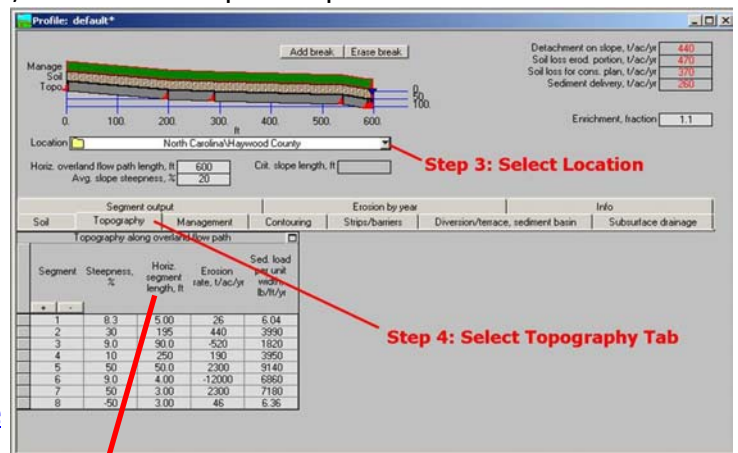 Profile: default*
Add break Erase break
Manage
Soil
Topo
0. 100. 200. 300. 400. 500. 600.
ft
0.
50.
100.
Detachment on slope, t/ac/yr 440
Soil loss erod. portion, t/ac/yr 470
Soil loss for cons. plan, t/ac/yr 370
Sediment delivery, t/ac/yr 260
Enrichment, fraction 1.1
Location North Carolina\Haywood County
Step 3: Select Location
Horiz. overland flow path length, ft 600 Crit. slope length, ft
Avg. slope steepness, % 20
Segment output Erosion by year Info
Soil Topography Management Contouring Strips/barriers Diversion/terrace, sediment basin Subsurface drainage
Topography along overland flow path
Segment Steepness, % Horiz. segment length, ft Erosion rate, t/ac/yr Sed. load per unit width, lb/ft/yr
+ -
1 8.3 5.00 26 6.04
2 30 195 440 3990
3 9.0 90.0 -520 1820
4 10 250 190 3950
5 50 50.0 2300 9140
6 9.0 4.00 -12000 6860
7 50 3.00 2300 7180
8 -50 3.00 46 6.36
Step 4: Select Topography Tab